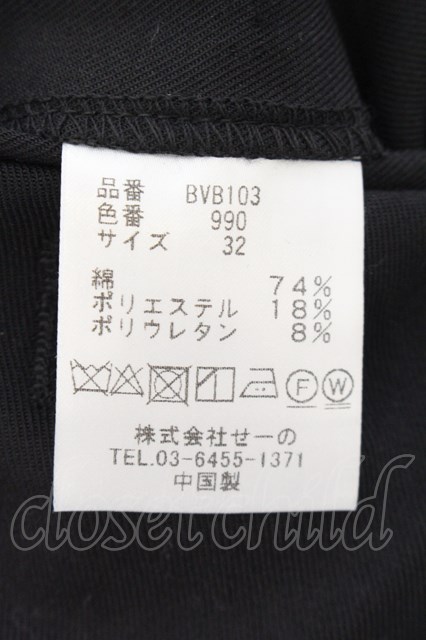 品番 BVB103
色番 990
サイズ 32
綿 74%
ポリエステル 18%
ポリウレタン 8%
F W
株式会社せーの
TEL.03-6455-1371
中国製
closet child